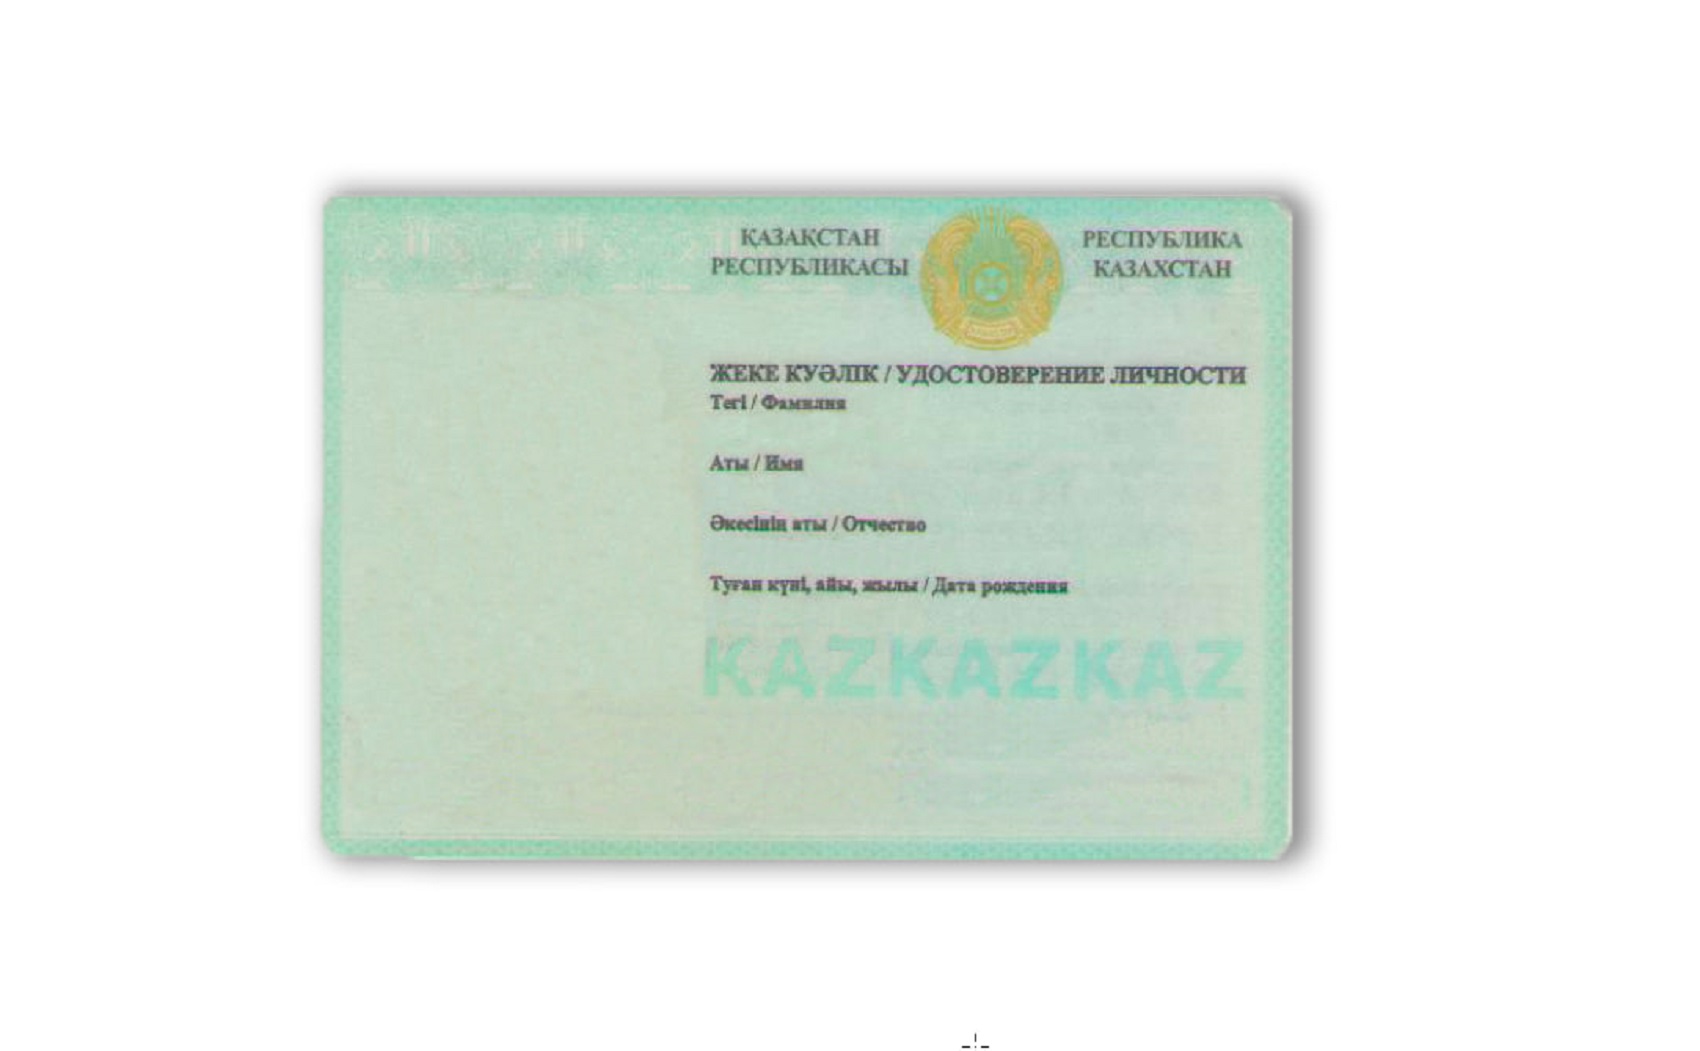 ҚАЗАҚСТАН
РЕСПУБЛИКАСЫ
РЕСПУБЛИКА
КАЗАХСТАН
ЖЕКЕ КУӘЛІК / УДОСТОВЕРЕНИЕ ЛИЧНОСТИ
Тегі / Фамилия
Аты / Имя
Әкесінің аты / Отчество
Туған күні, айы, жылы / Дата рождения
KAZKAZKAZ